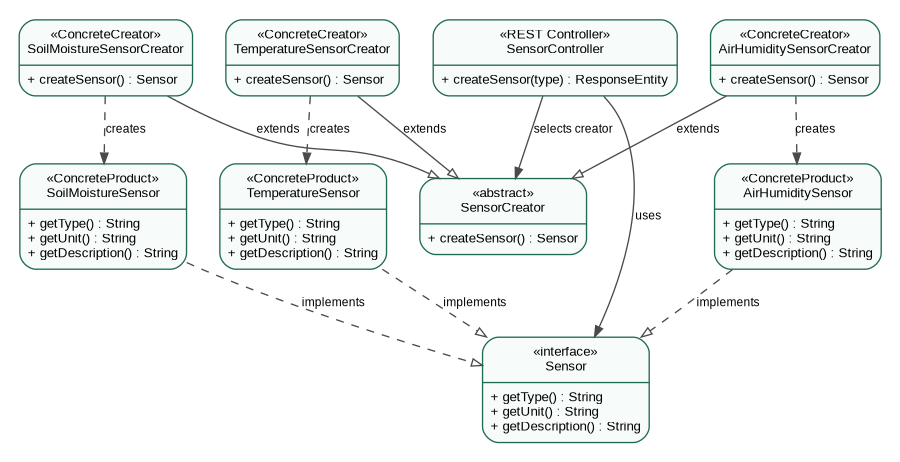 «ConcreteCreator»
SoilMoistureSensorCreator
+ createSensor() : Sensor
«ConcreteCreator»
TemperatureSensorCreator
+ createSensor() : Sensor
«REST Controller»
SensorController
+ createSensor(type) : ResponseEntity
«ConcreteCreator»
AirHumiditySensorCreator
+ createSensor() : Sensor
creates
extends
creates
extends
selects creator
extends
creates
«ConcreteProduct»
SoilMoistureSensor
+ getType() : String
+ getUnit() : String
+ getDescription() : String
«ConcreteProduct»
TemperatureSensor
+ getType() : String
+ getUnit() : String
+ getDescription() : String
«abstract»
SensorCreator
+ createSensor() : Sensor
uses
«ConcreteProduct»
AirHumiditySensor
+ getType() : String
+ getUnit() : String
+ getDescription() : String
implements
implements
implements
«interface»
Sensor
+ getType() : String
+ getUnit() : String
+ getDescription() : String